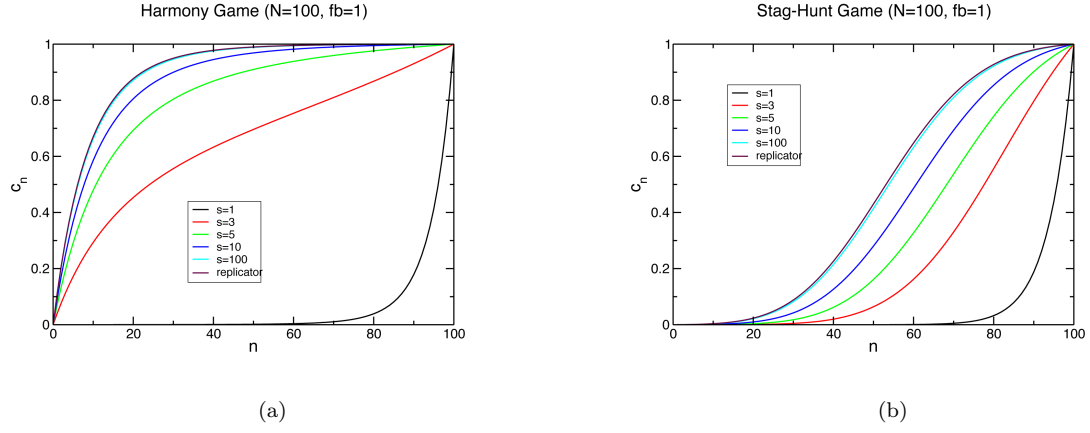 Harmony Game (N=100, fb=1)
1
0.8
0.6
0.4
0.2
0
c_n
s=1
s=3
s=5
s=10
s=100
replicator
0 20 40 60 80 100
n
(a)
Stag-Hunt Game (N=100, fb=1)
1
0.8
0.6
0.4
0.2
0
c_n
s=1
s=3
s=5
s=10
s=100
replicator
0 20 40 60 80 100
n
(b)